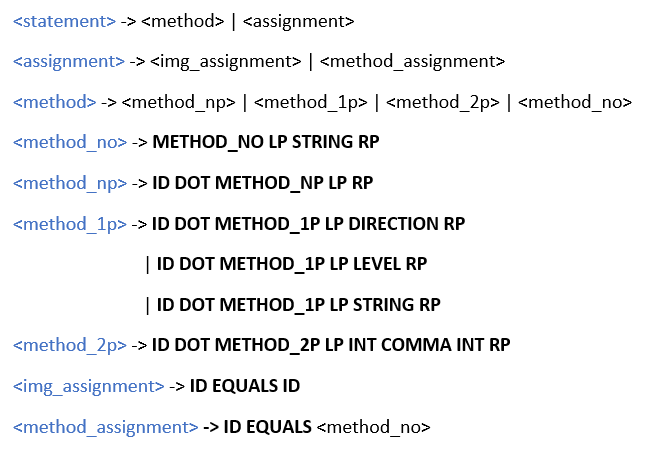 <statement> -> <method> | <assignment>
<assignment> -> <img_assignment> | <method_assignment>
<method> -> <method_np> | <method_1p> | <method_2p> | <method_no>
<method_no> -> METHOD_NO LP STRING RP
<method_np> -> ID DOT METHOD_NP LP RP
<method_1p> -> ID DOT METHOD_1P LP DIRECTION RP
| ID DOT METHOD_1P LP LEVEL RP
| ID DOT METHOD_1P LP STRING RP
<method_2p> -> ID DOT METHOD_2P LP INT COMMA INT RP
<img_assignment> -> ID EQUALS ID
<method_assignment> -> ID EQUALS <method_no>